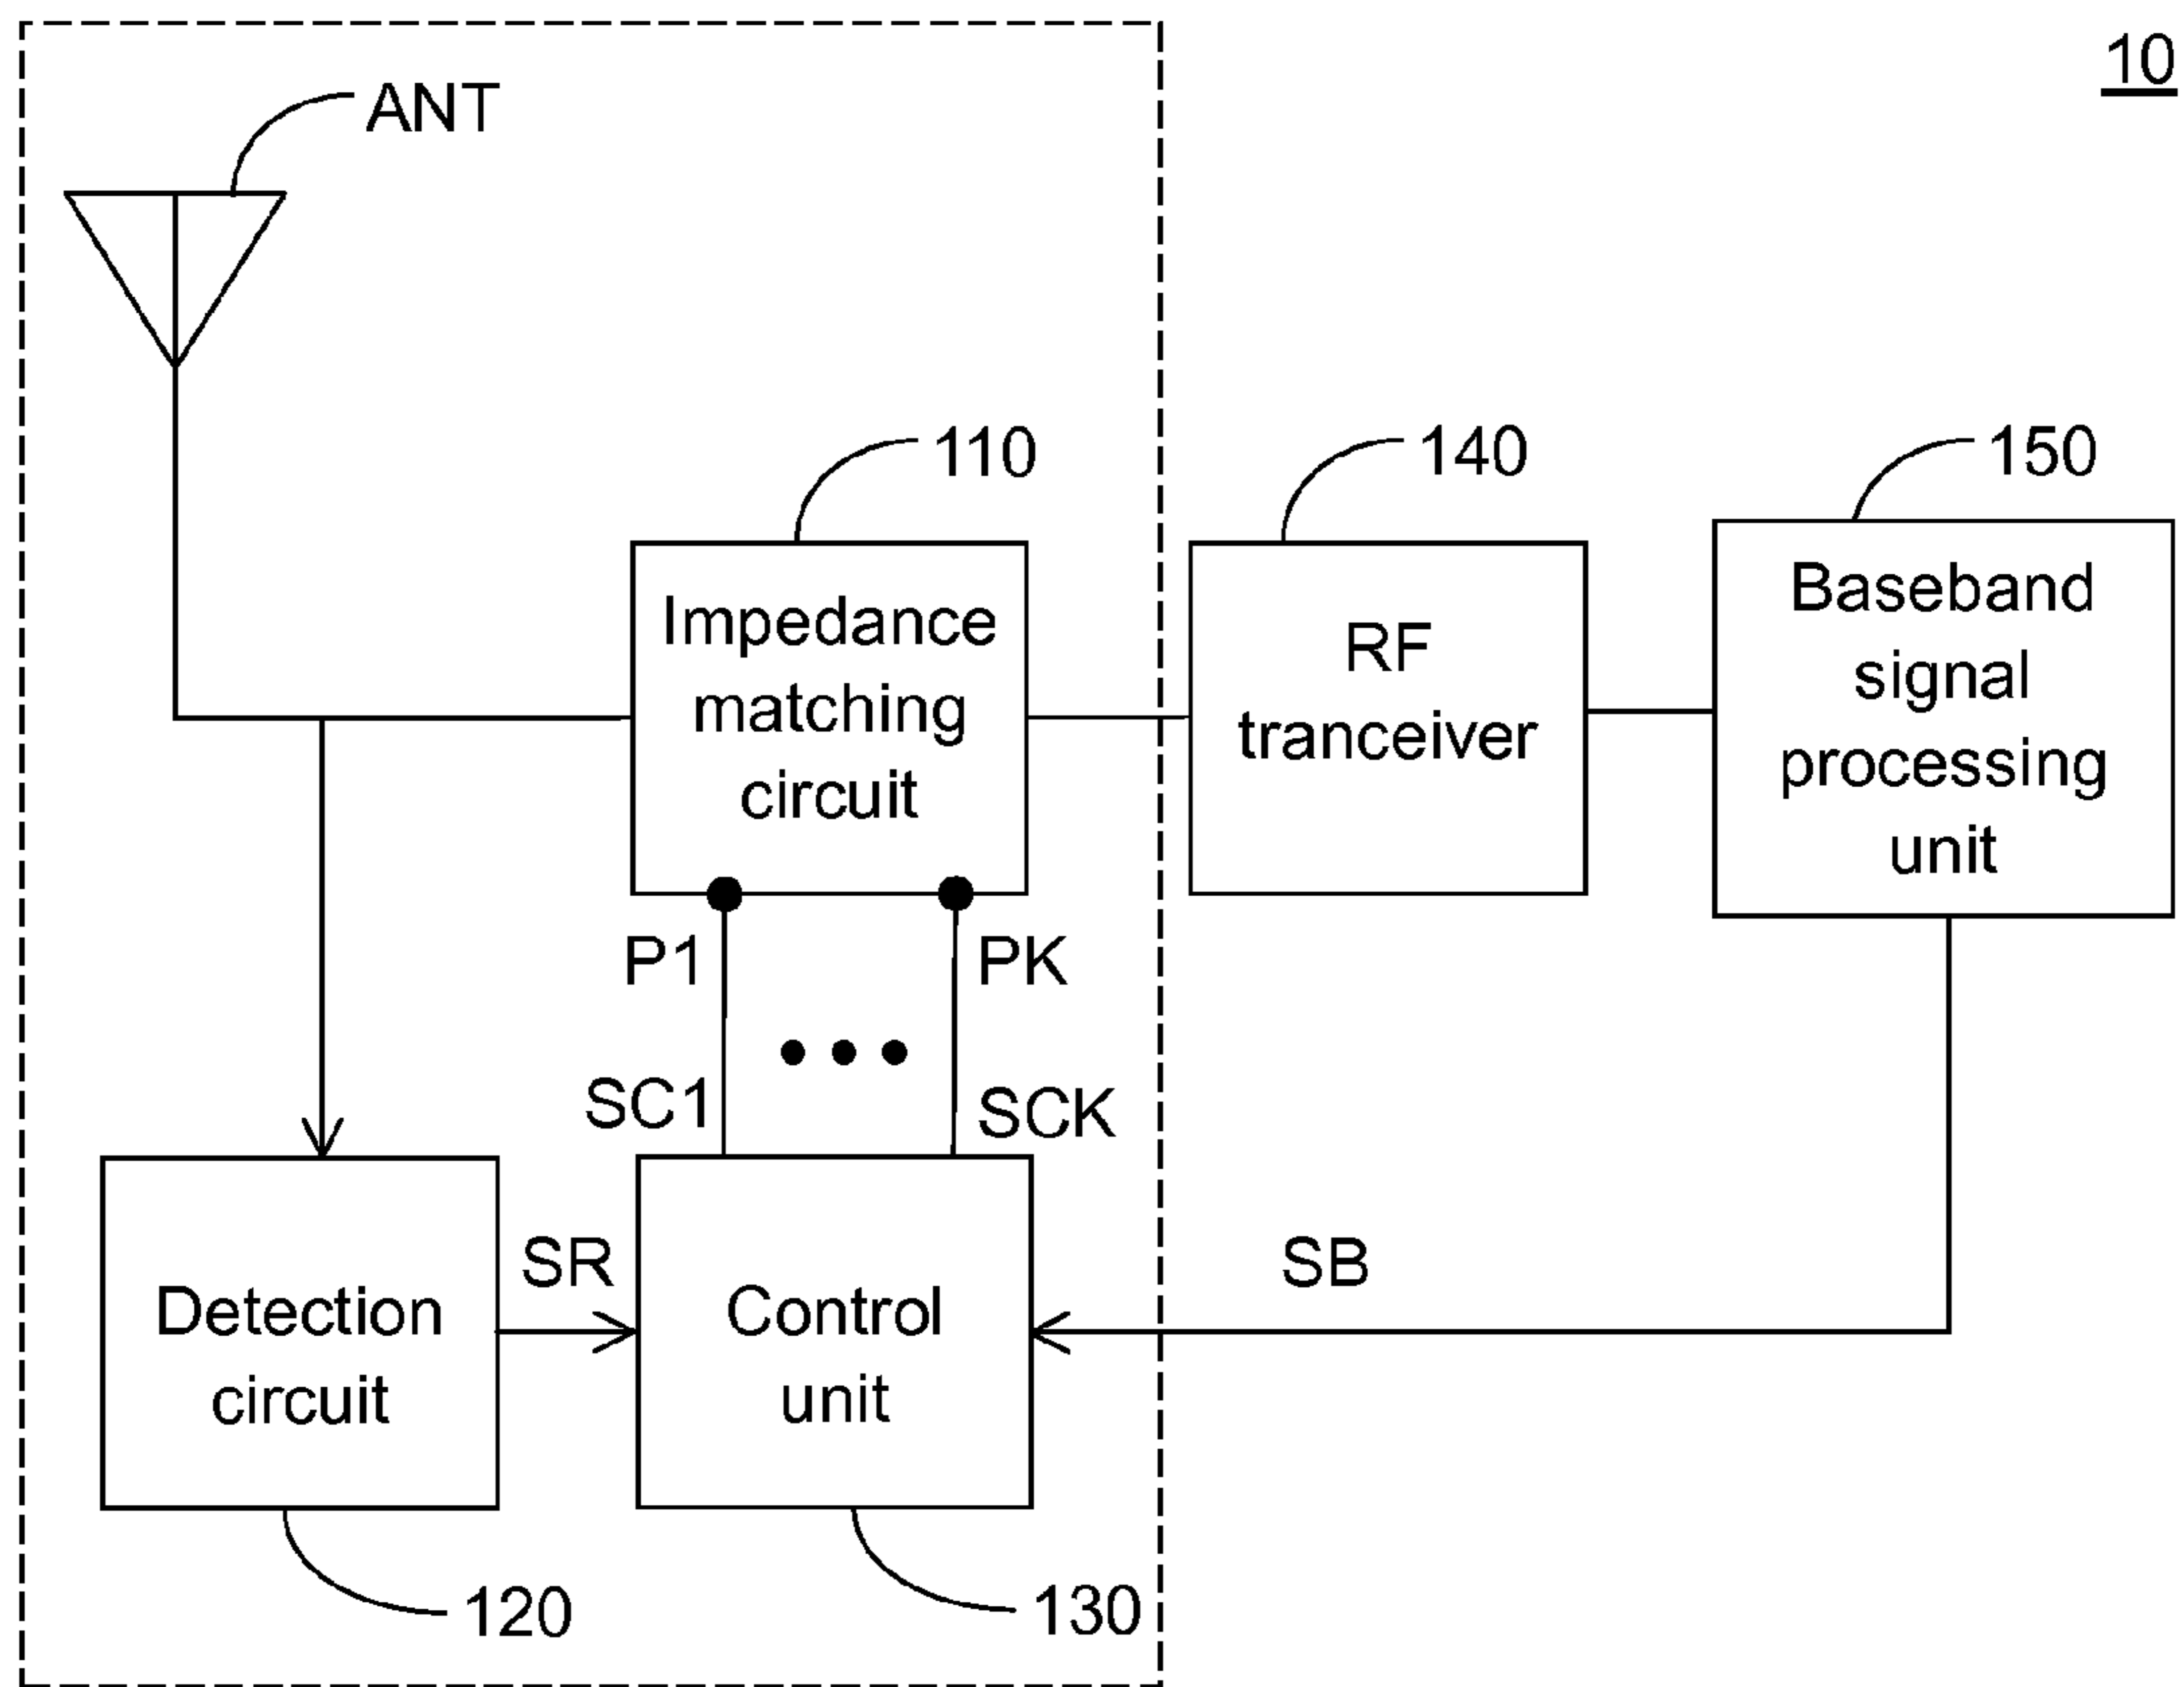 10
ANT
110
140
150
Impedance
matching
circuit
RF
tranceiver
Baseband
signal
processing
unit
P1
PK
SC1
SCK
SR
SB
Detection
circuit
Control
unit
120
130